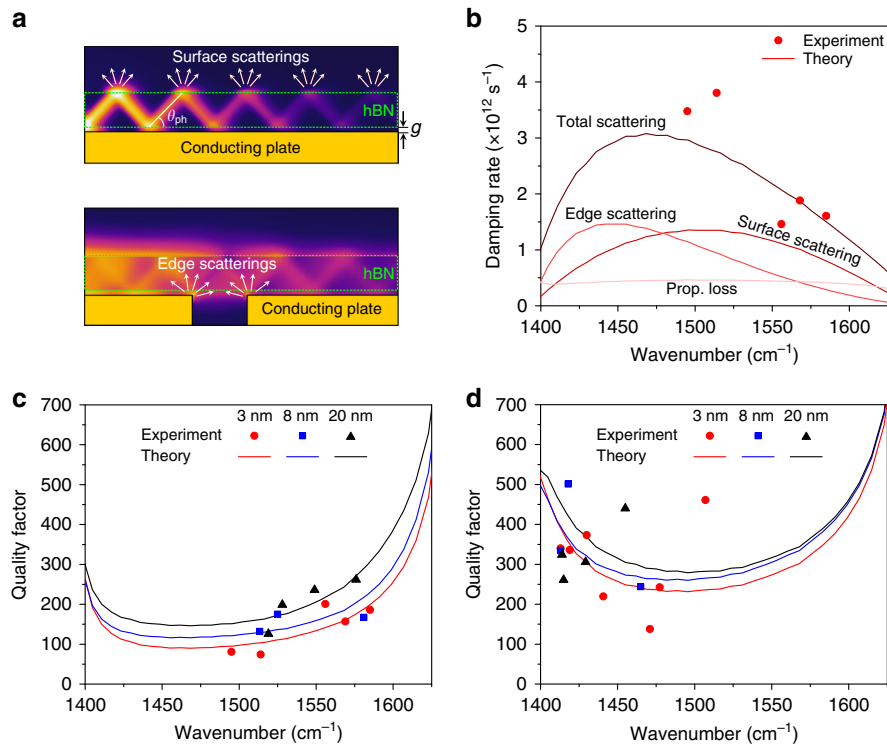 a
Surface scatterings
θph
hBN
g
Conducting plate
Edge scatterings
hBN
Conducting plate
b
5
4
3
2
1
0
Damping rate (×10¹² s⁻¹)
Experiment
Theory
Total scattering
Edge scattering
Surface scattering
Prop. loss
1400 1450 1500 1550 1600
Wavenumber (cm⁻¹)
c
700
600
500
400
300
200
100
0
Quality factor
3 nm 8 nm 20 nm
Experiment
Theory
1400 1450 1500 1550 1600
Wavenumber (cm⁻¹)
d
700
600
500
400
300
200
100
0
Quality factor
3 nm 8 nm 20 nm
Experiment
Theory
1400 1450 1500 1550 1600
Wavenumber (cm⁻¹)